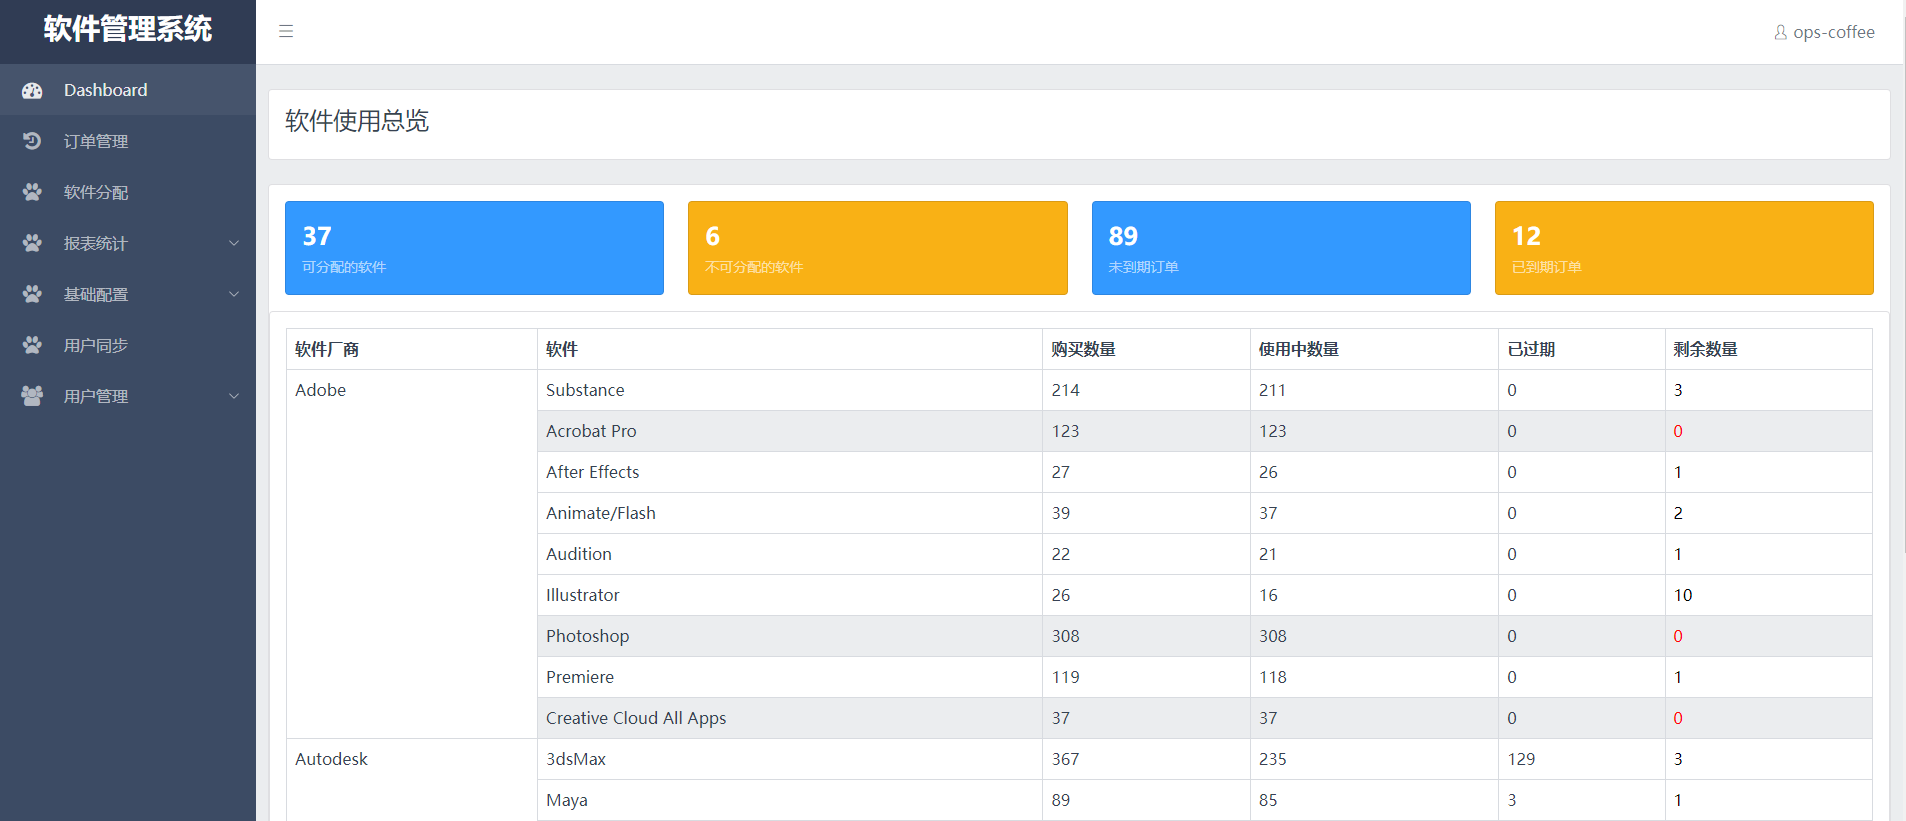 软件管理系统
ops-coffee
Dashboard
订单管理
软件分配
报表统计
基础配置
用户同步
用户管理
软件使用总览
37
可分配的软件
6
不可分配的软件
89
未到期订单
12
已到期订单
软件厂商 软件 购买数量 使用中数量 已过期 剩余数量
Adobe Substance 214 211 0 3
Acrobat Pro 123 123 0 0
After Effects 27 26 0 1
Animate/Flash 39 37 0 2
Audition 22 21 0 1
Illustrator 26 16 0 10
Photoshop 308 308 0 0
Premiere 119 118 0 1
Creative Cloud All Apps 37 37 0 0
Autodesk 3dsMax 367 235 129 3
Maya 89 85 3 1